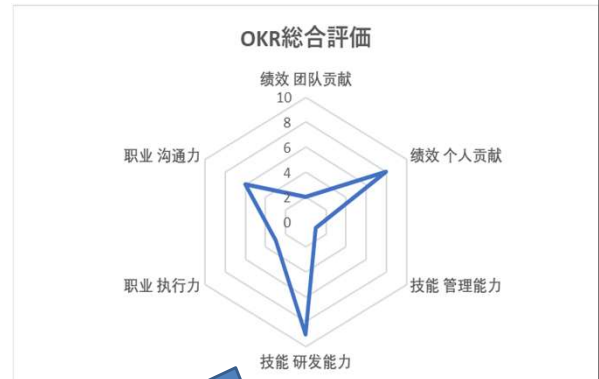 OKR総合評価
绩效 团队贡献
10
8
6
4
2
0
绩效 个人贡献
技能 管理能力
技能 研发能力
职业 执行力
职业 沟通力